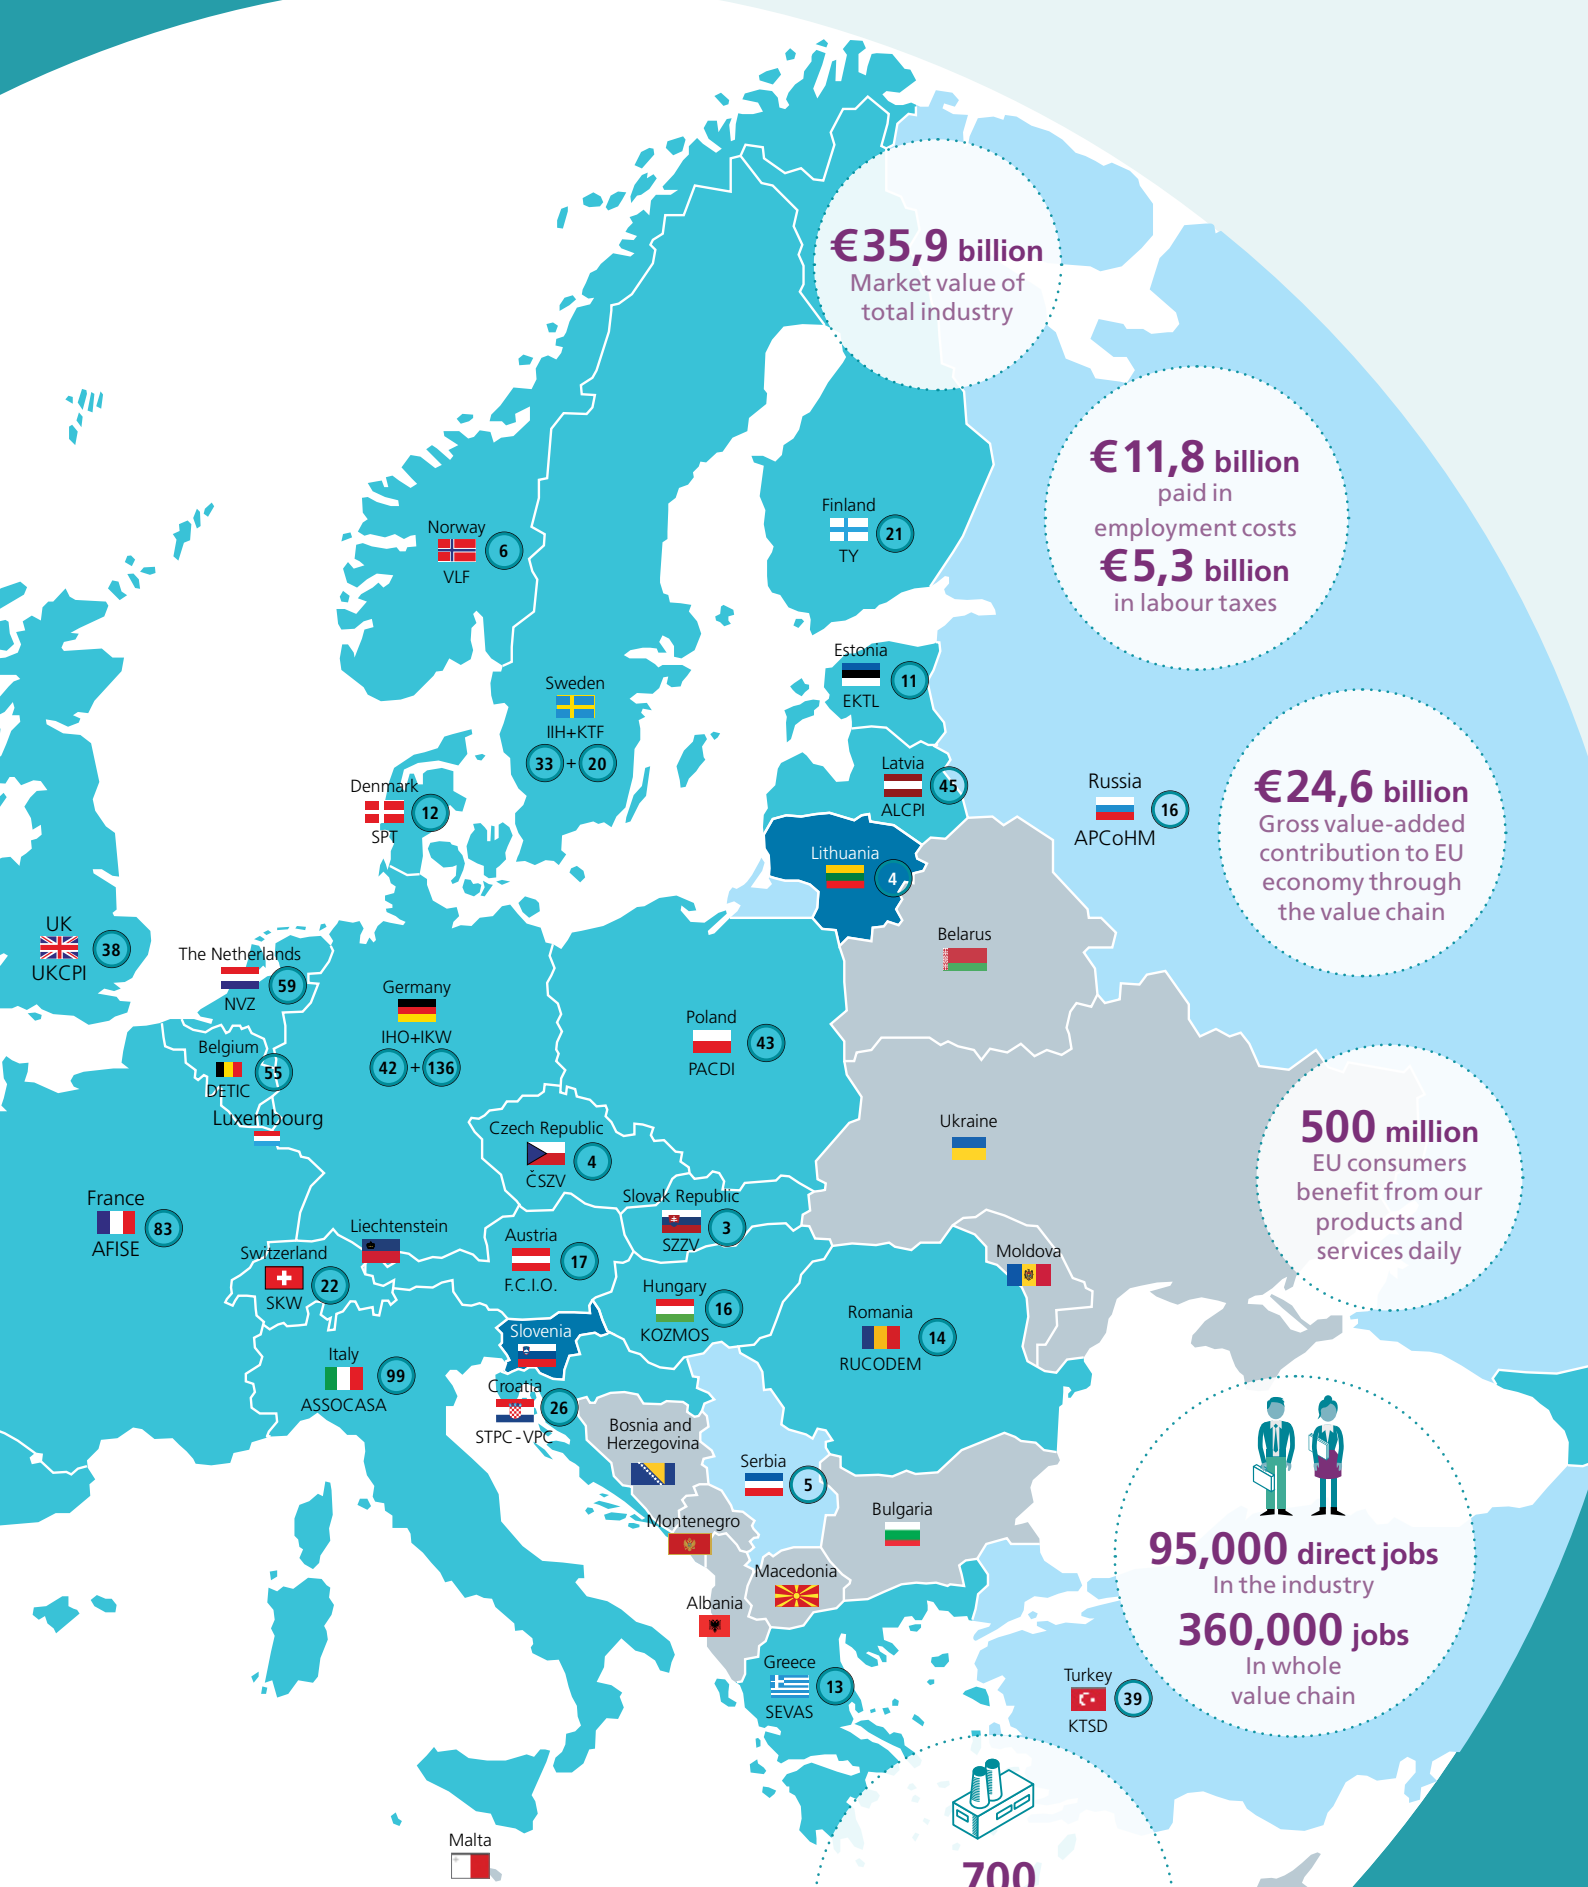 €35,9 billion
Market value of
total industry
€11,8 billion
paid in
employment costs
€5,3 billion
in labour taxes
Finland
21
TY
Norway
6
VLF
Estonia
11
EKTL
Sweden
IIH+KTF
33 + 20
Latvia
45
ALCPI
Denmark
12
SPT
Russia
16
APCoHM
€24,6 billion
Gross value-added
contribution to EU
economy through
the value chain
Lithuania
4
UK
38
UKCPI
The Netherlands
59
NVZ
Belarus
Germany
IHO+IKW
42 + 136
Poland
43
PACDI
Belgium
55
DETIC
Luxembourg
Czech Republic
4
ČSZV
Ukraine
500 million
EU consumers
benefit from our
products and
services daily
France
83
AFISE
Slovak Republic
3
SZZV
Liechtenstein
Switzerland
22
SKW
Austria
17
F.C.I.O.
Moldova
Hungary
16
KOZMOS
Romania
14
RUCODEM
Slovenia
Italy
99
ASSOCASA
Croatia
26
STPC - VPC
Bosnia and
Herzegovina
Serbia
5
Bulgaria
Montenegro
Macedonia
Albania
95,000 direct jobs
In the industry
360,000 jobs
In whole
value chain
Greece
13
SEVAS
Turkey
39
KTSD
Malta
700